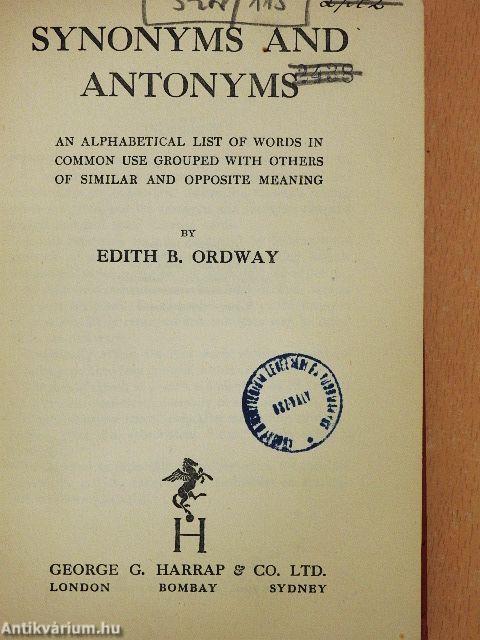 SYNONYMS AND
ANTONYMS
AN ALPHABETICAL LIST OF WORDS IN
COMMON USE GROUPED WITH OTHERS
OF SIMILAR AND OPPOSITE MEANING
BY
EDITH B. ORDWAY
OSZTÁLY
H
GEORGE G. HARRAP & CO. LTD.
LONDON BOMBAY SYDNEY
Antikvárium.hu